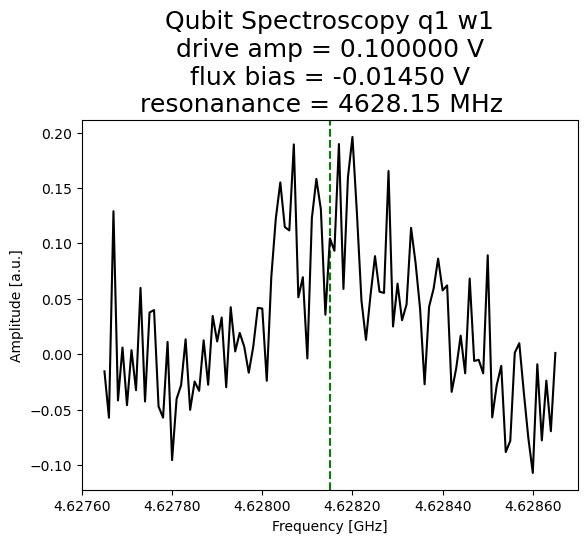 Qubit Spectroscopy q1 w1
drive amp = 0.100000 V
flux bias = -0.01450 V
resonanance = 4628.15 MHz
0.20
0.15
0.10
0.05
0.00
−0.05
−0.10
Amplitude [a.u.]
4.62760 4.62780 4.62800 4.62820 4.62840 4.62860
Frequency [GHz]